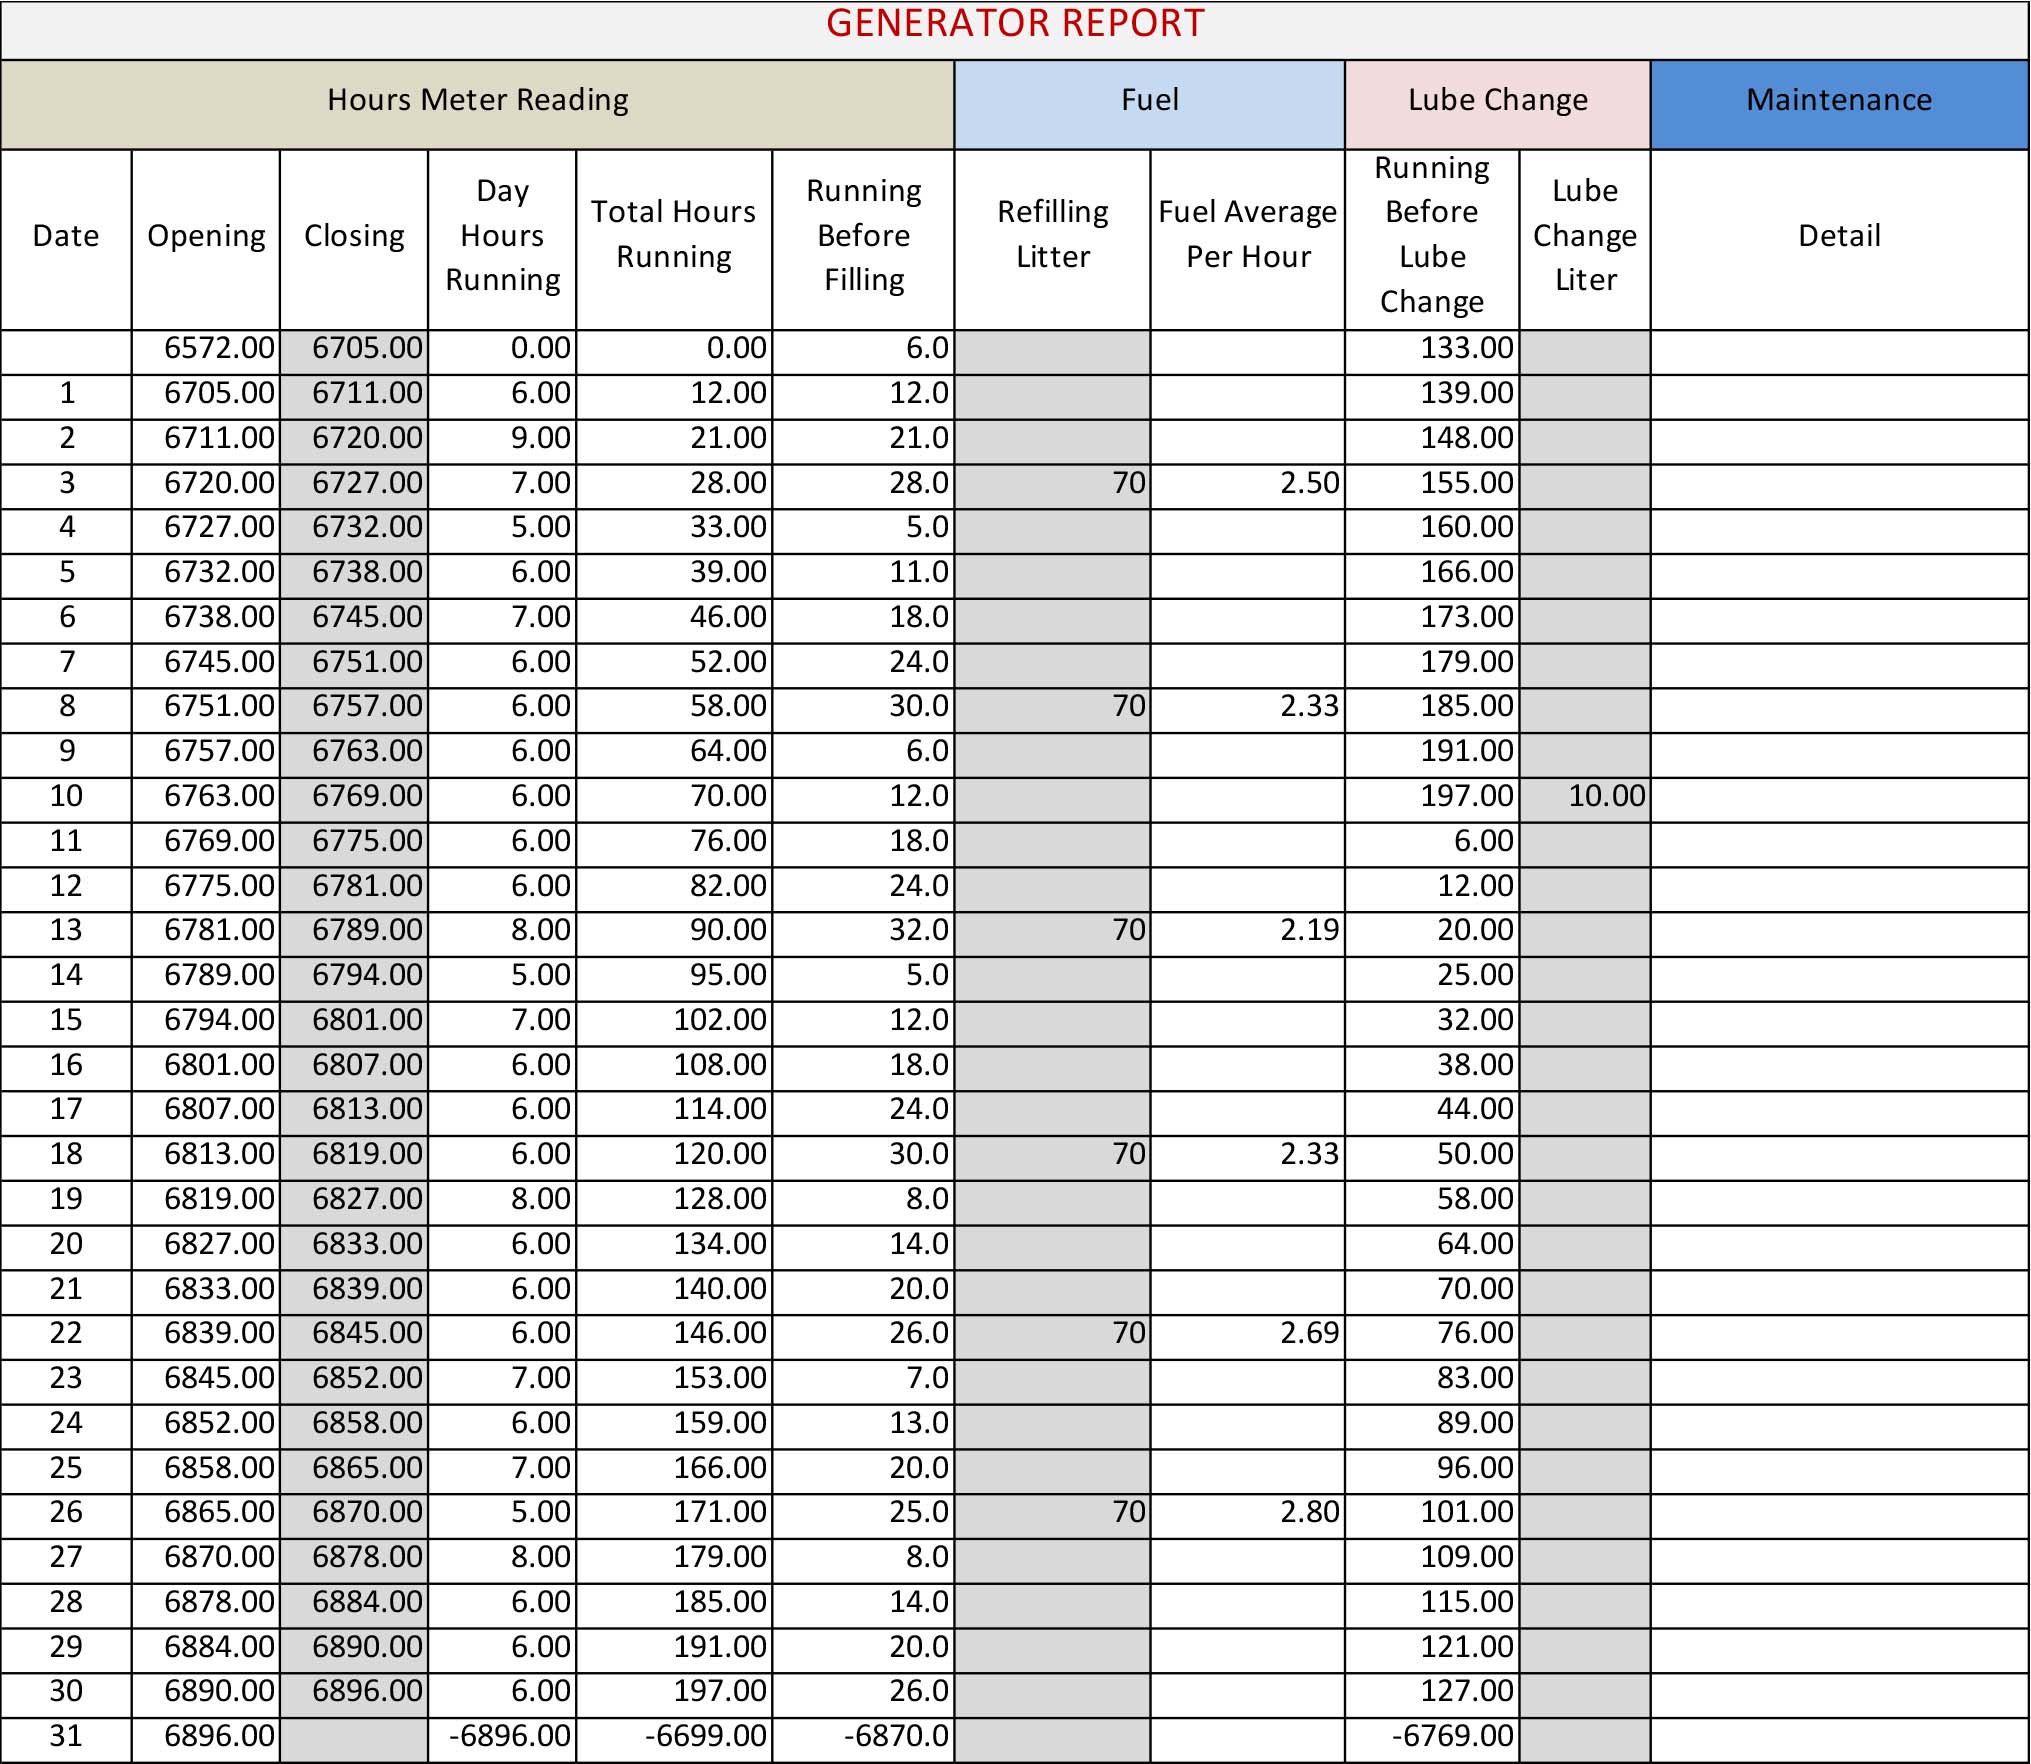 GENERATOR REPORT
Hours Meter Reading Fuel Lube Change Maintenance
Date Opening Closing Day Hours Running Total Hours Running Running Before Filling Refilling Litter Fuel Average Per Hour Running Before Lube Change Lube Change Liter Detail
6572.00 6705.00 0.00 0.00 6.0 133.00
1 6705.00 6711.00 6.00 12.00 12.0 139.00
2 6711.00 6720.00 9.00 21.00 21.0 148.00
3 6720.00 6727.00 7.00 28.00 28.0 70 2.50 155.00
4 6727.00 6732.00 5.00 33.00 5.0 160.00
5 6732.00 6738.00 6.00 39.00 11.0 166.00
6 6738.00 6745.00 7.00 46.00 18.0 173.00
7 6745.00 6751.00 6.00 52.00 24.0 179.00
8 6751.00 6757.00 6.00 58.00 30.0 70 2.33 185.00
9 6757.00 6763.00 6.00 64.00 6.0 191.00
10 6763.00 6769.00 6.00 70.00 12.0 197.00 10.00
11 6769.00 6775.00 6.00 76.00 18.0 6.00
12 6775.00 6781.00 6.00 82.00 24.0 12.00
13 6781.00 6789.00 8.00 90.00 32.0 70 2.19 20.00
14 6789.00 6794.00 5.00 95.00 5.0 25.00
15 6794.00 6801.00 7.00 102.00 12.0 32.00
16 6801.00 6807.00 6.00 108.00 18.0 38.00
17 6807.00 6813.00 6.00 114.00 24.0 44.00
18 6813.00 6819.00 6.00 120.00 30.0 70 2.33 50.00
19 6819.00 6827.00 8.00 128.00 8.0 58.00
20 6827.00 6833.00 6.00 134.00 14.0 64.00
21 6833.00 6839.00 6.00 140.00 20.0 70.00
22 6839.00 6845.00 6.00 146.00 26.0 70 2.69 76.00
23 6845.00 6852.00 7.00 153.00 7.0 83.00
24 6852.00 6858.00 6.00 159.00 13.0 89.00
25 6858.00 6865.00 7.00 166.00 20.0 96.00
26 6865.00 6870.00 5.00 171.00 25.0 70 2.80 101.00
27 6870.00 6878.00 8.00 179.00 8.0 109.00
28 6878.00 6884.00 6.00 185.00 14.0 115.00
29 6884.00 6890.00 6.00 191.00 20.0 121.00
30 6890.00 6896.00 6.00 197.00 26.0 127.00
31 6896.00 -6896.00 -6699.00 -6870.0 -6769.00